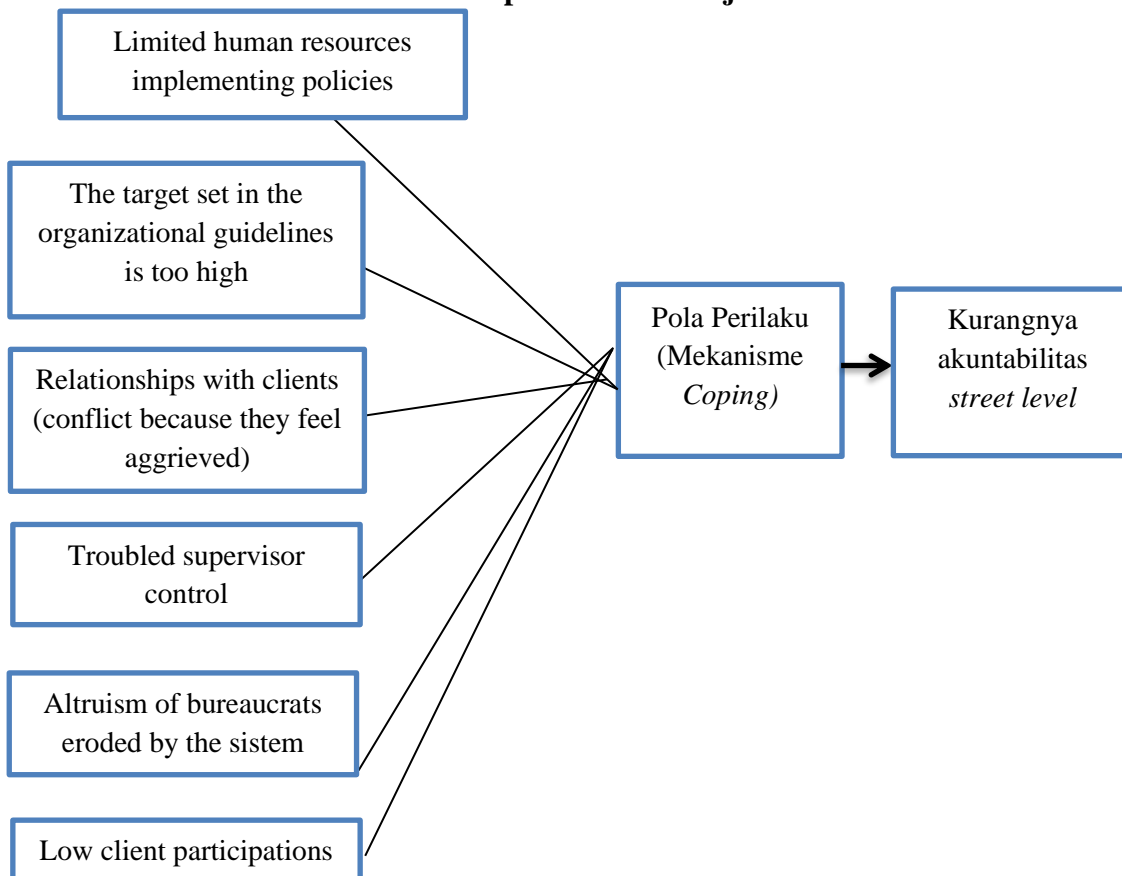 Limited human resources
implementing policies
The target set in the
organizational guidelines
is too high
Relationships with clients
(conflict because they feel
aggrieved)
Troubled supervisor
control
Altruism of bureaucrats
eroded by the sistem
Low client participations
Pola Perilaku
(Mekanisme
Coping)
Kurangnya
akuntabilitas
street level